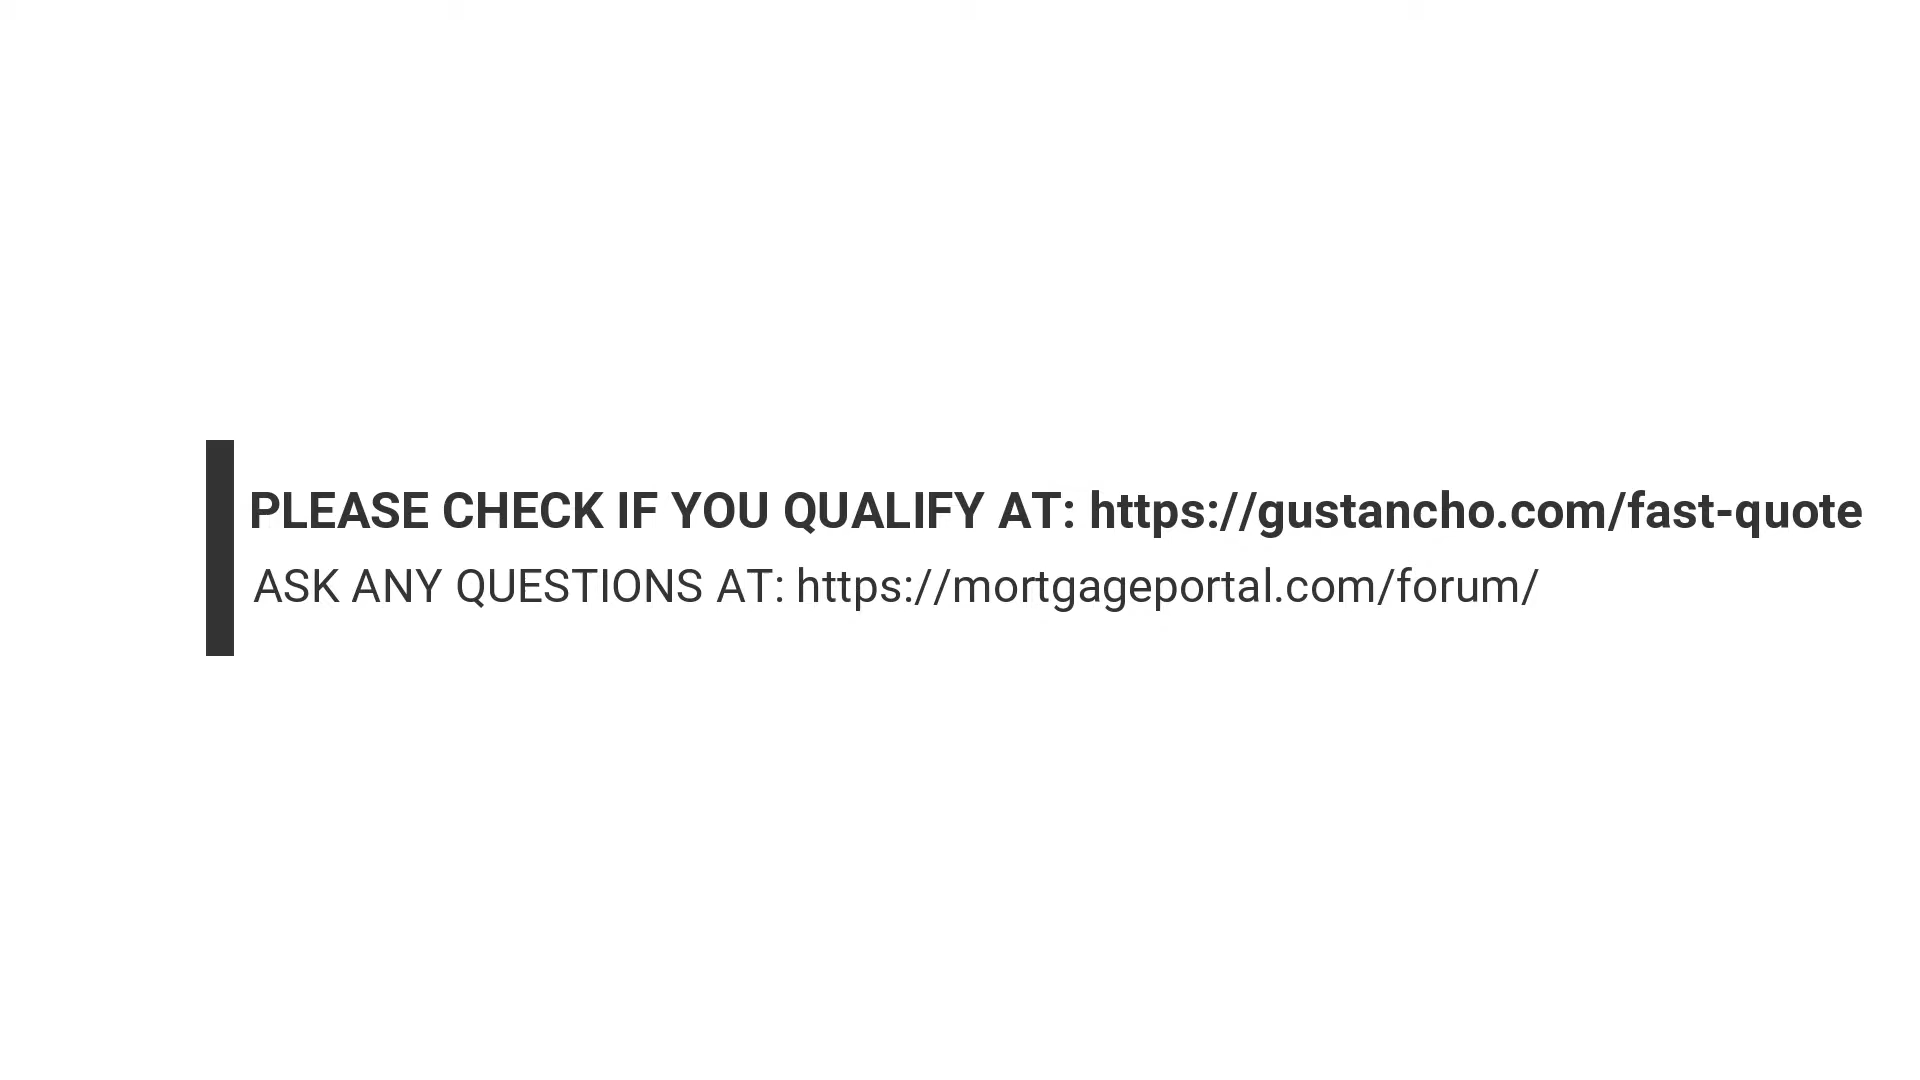 PLEASE CHECK IF YOU QUALIFY AT: https://gustancho.com/fast-quote
ASK ANY QUESTIONS AT: https://mortgageportal.com/forum/